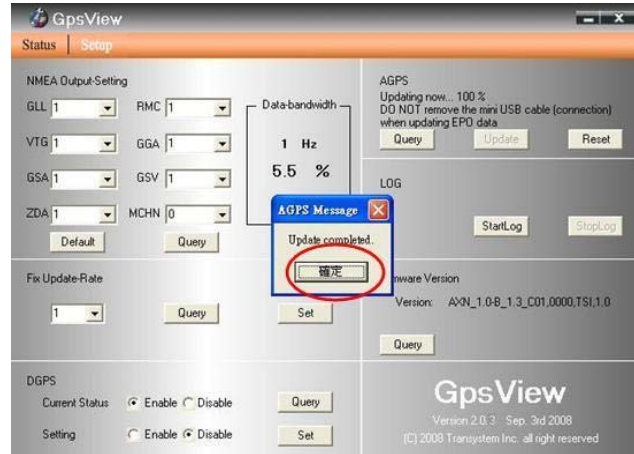 GpsView
Status Setup
NMEA Output-Setting
GLL 1 RMC 1
VTG 1 GGA 1
GSA 1 GSV 1
ZDA 1 MCHN 0
Default Query
Data-bandwidth
1 Hz
5.5 %
AGPS
Updating now... 100 %
DO NOT remove the mini USB cable (connection)
when updating EPO data
Query Update Reset
LOG
StartLog StopLog
AGPS Message
Update completed.
確定
Fix Update-Rate
1 Query Set
nware Version
Version: AXN_1.0-B_1.3_C01,0000,TSI,1.0
Query
DGPS
Current Status Enable Disable Query
Setting Enable Disable Set
GpsView
Version 2.0.3 Sep. 3rd 2008
(C) 2008 Transystem Inc. all right reserved